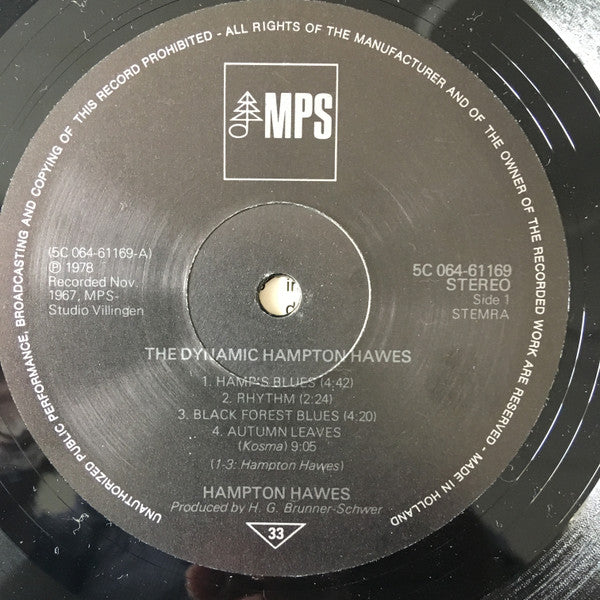 UNAUTHORIZED PUBLIC PERFORMANCE, BROADCASTING AND COPYING OF THIS RECORD PROHIBITED - ALL RIGHTS OF THE MANUFACTURER AND OF THE OWNER OF THE RECORDED WORK ARE RESERVED - MADE IN HOLLAND
MPS
(5C 064-61169-A)
Ⓟ 1978
Recorded Nov.
1967, MPS-
Studio Villingen
5C 064-61169
STEREO
Side 1
STEMRA
THE DYNAMIC HAMPTON HAWES
1. HAMP'S BLUES (4:42)
2. RHYTHM (2:24)
3. BLACK FOREST BLUES (4:20)
4. AUTUMN LEAVES
(Kosma) 9:05
(1-3: Hampton Hawes)
HAMPTON HAWES
Produced by H. G. Brunner-Schwer
33